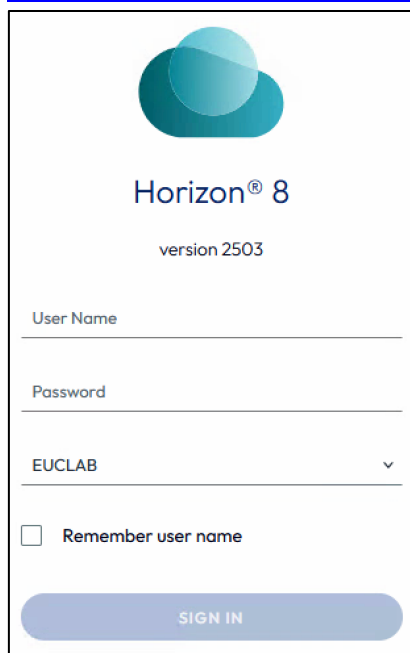 Horizon® 8
version 2503
User Name
Password
EUCLAB
Remember user name
SIGN IN